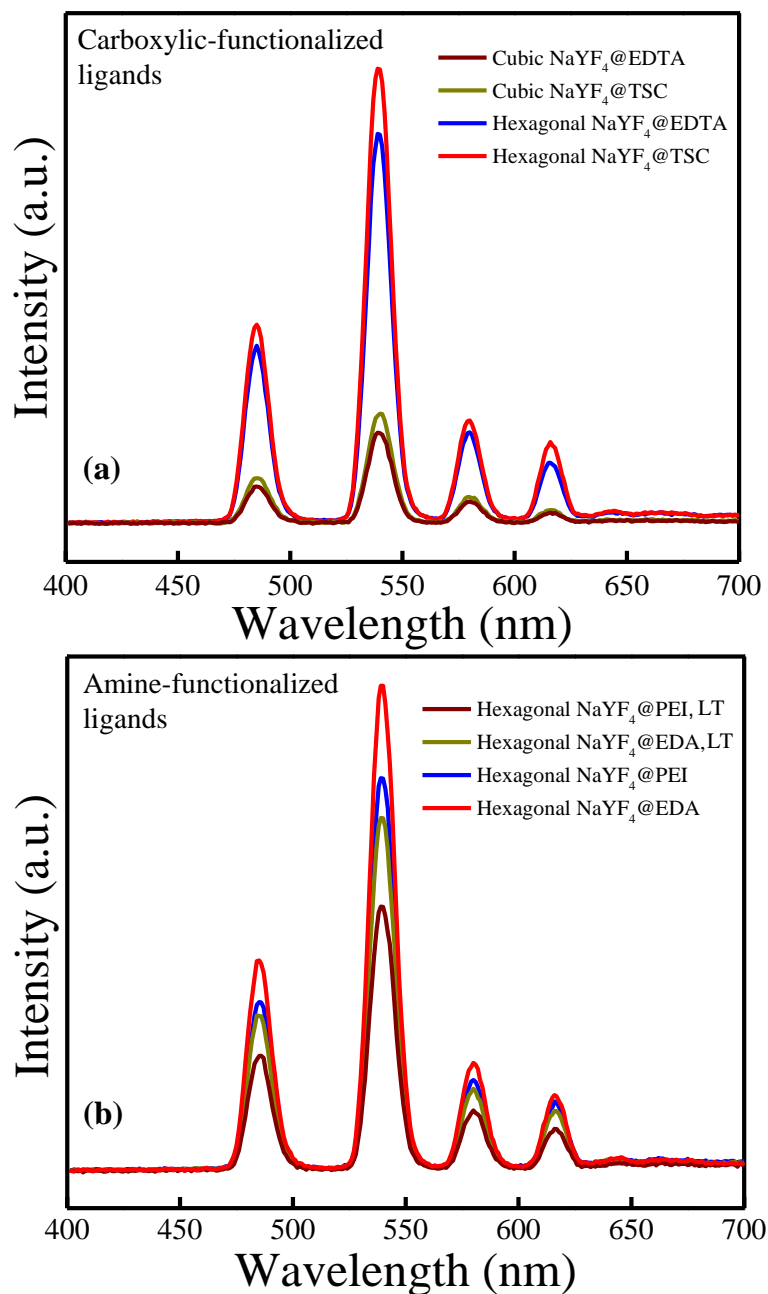 Carboxylic-functionalized
ligands
Cubic NaYF₄@EDTA
Cubic NaYF₄@TSC
Hexagonal NaYF₄@EDTA
Hexagonal NaYF₄@TSC
Intensity (a.u.)
(a)
400 450 500 550 600 650 700
Wavelength (nm)
Amine-functionalized
ligands
Hexagonal NaYF₄@PEI, LT
Hexagonal NaYF₄@EDA,LT
Hexagonal NaYF₄@PEI
Hexagonal NaYF₄@EDA
Intensity (a.u.)
(b)
400 450 500 550 600 650 700
Wavelength (nm)